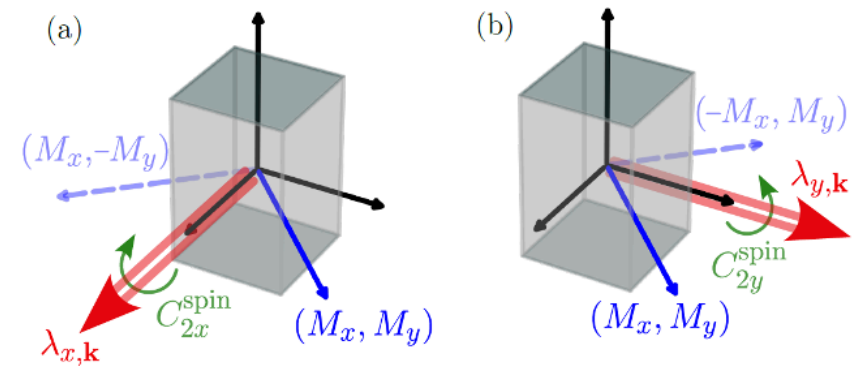 (a)
(M_x,–M_y)
C_{2x}^{spin}
(M_x, M_y)
λ_{x,𝐤}
(b)
(–M_x, M_y)
λ_{y,𝐤}
C_{2y}^{spin}
(M_x, M_y)